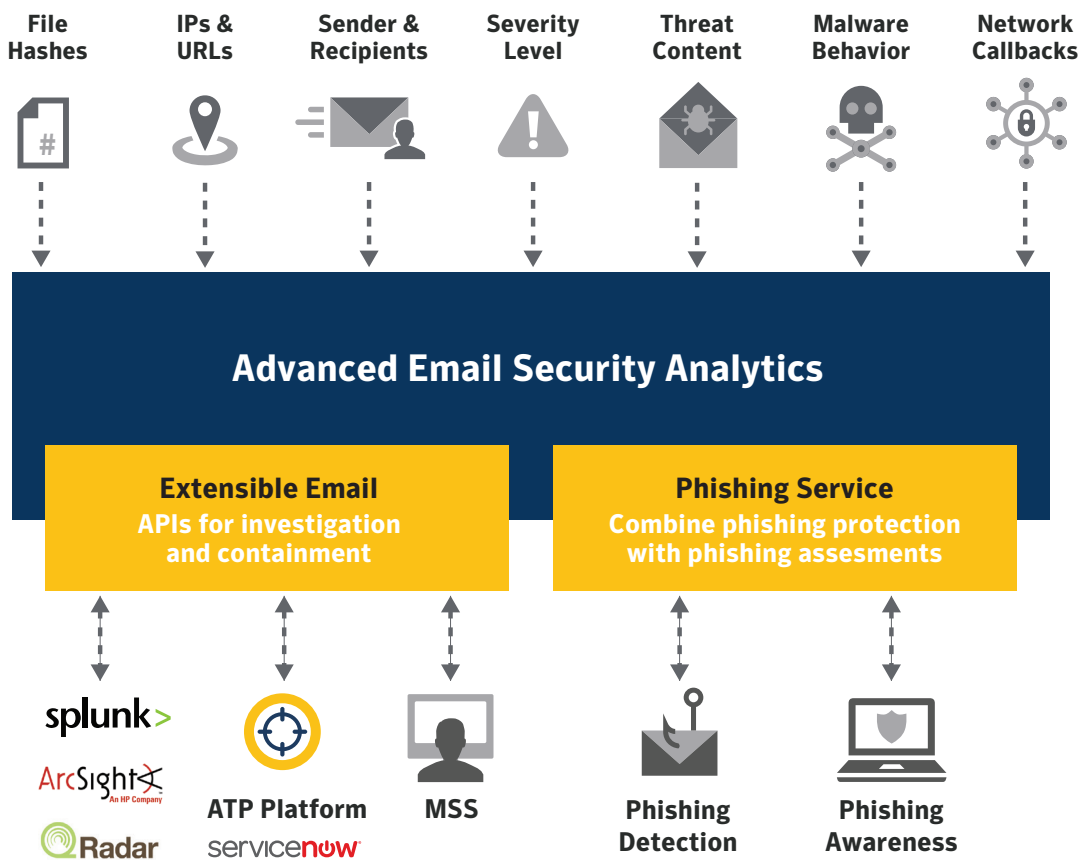 File
Hashes
IPs &
URLs
Sender &
Recipients
Severity
Level
Threat
Content
Malware
Behavior
Network
Callbacks
#
Advanced Email Security Analytics
Extensible Email
APIs for investigation
and containment
Phishing Service
Combine phishing protection
with phishing assesments
splunk>
ArcSight
An HP Company
QRadar
ATP Platform
servicenow
MSS
Phishing
Detection
Phishing
Awareness